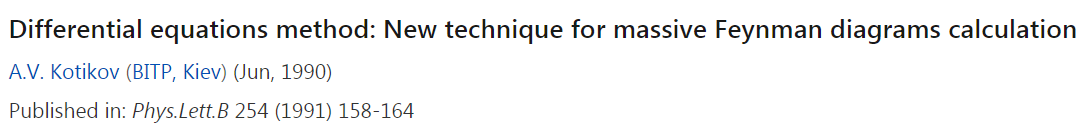 Differential equations method: New technique for massive Feynman diagrams calculation
A.V. Kotikov (BITP, Kiev) (Jun, 1990)
Published in: Phys.Lett.B 254 (1991) 158-164